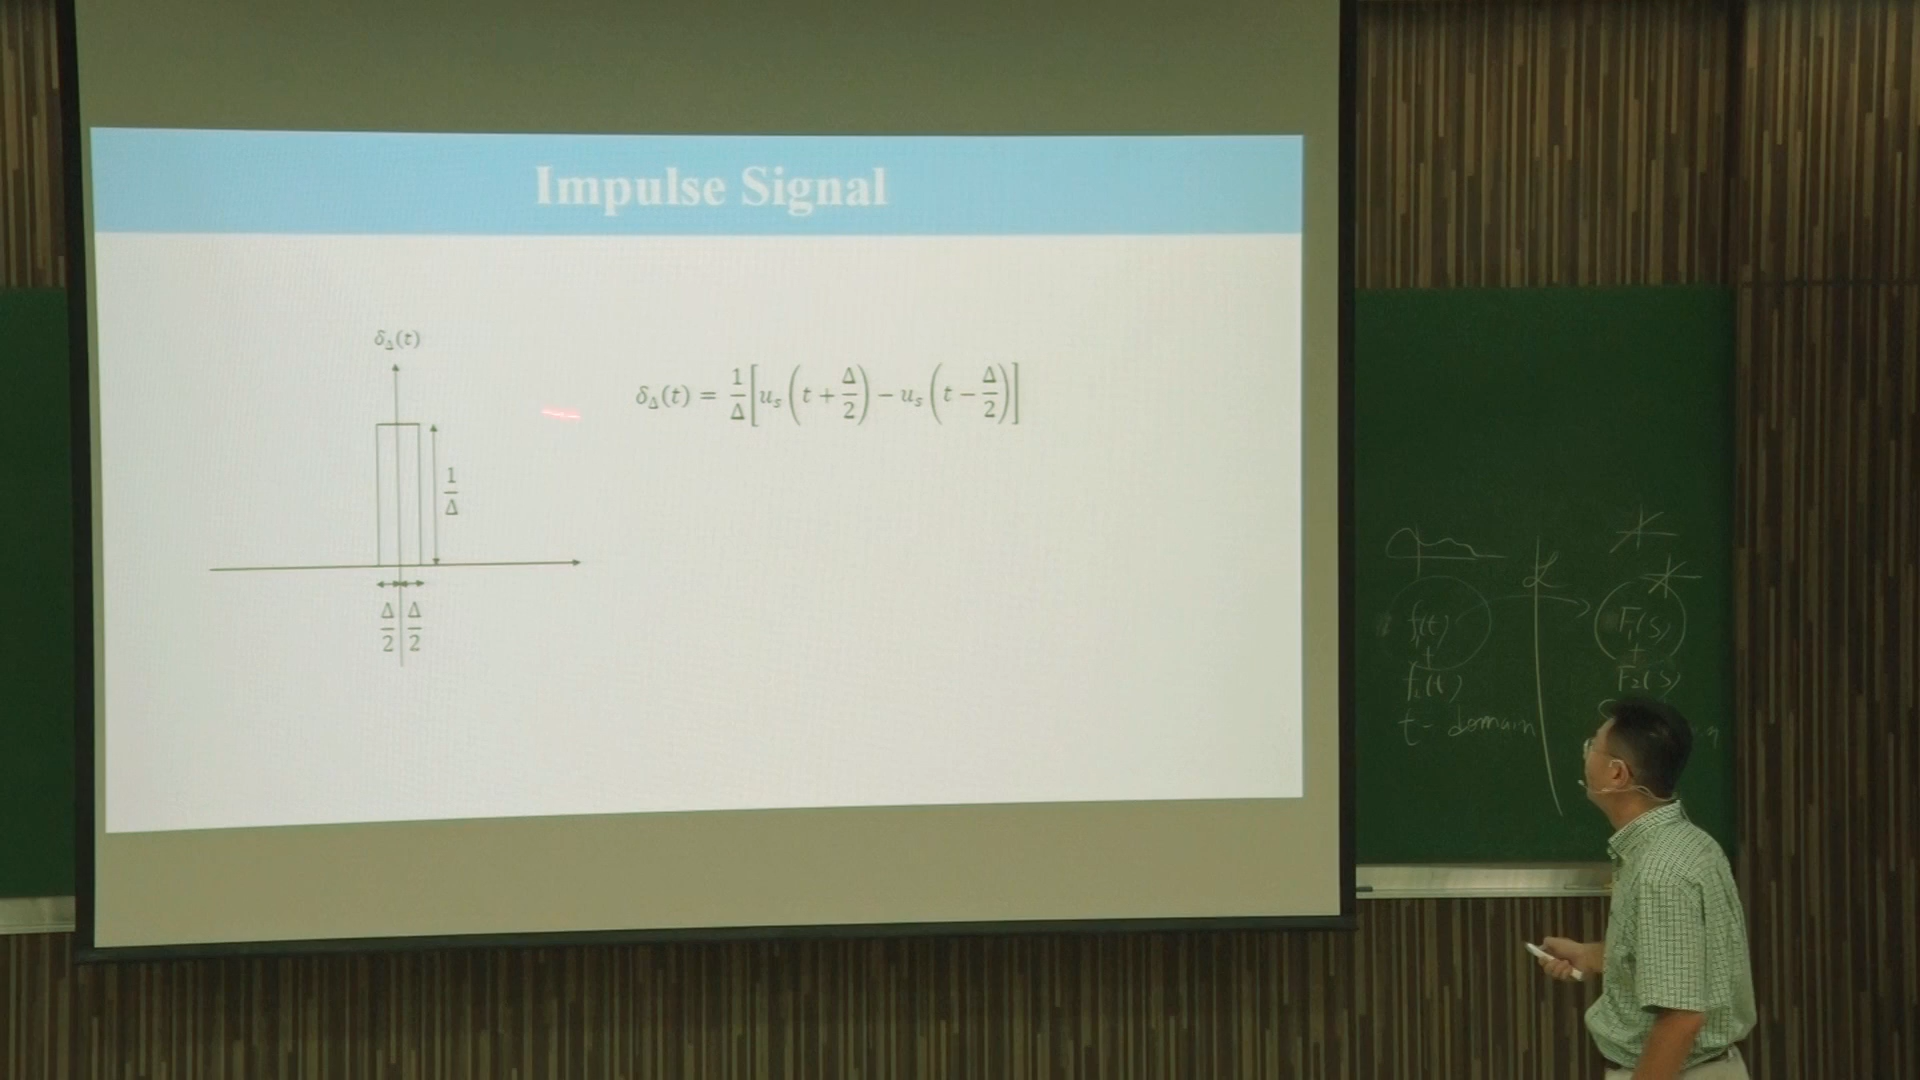 Impulse Signal
δ_Δ(t)
δ_Δ(t) = 1/Δ [u_s (t + Δ/2) − u_s (t − Δ/2)]
1/Δ
Δ/2 Δ/2
ℒ
f₁(t) F₁(s)
+ +
f₂(t) F₂(s)
t - domain